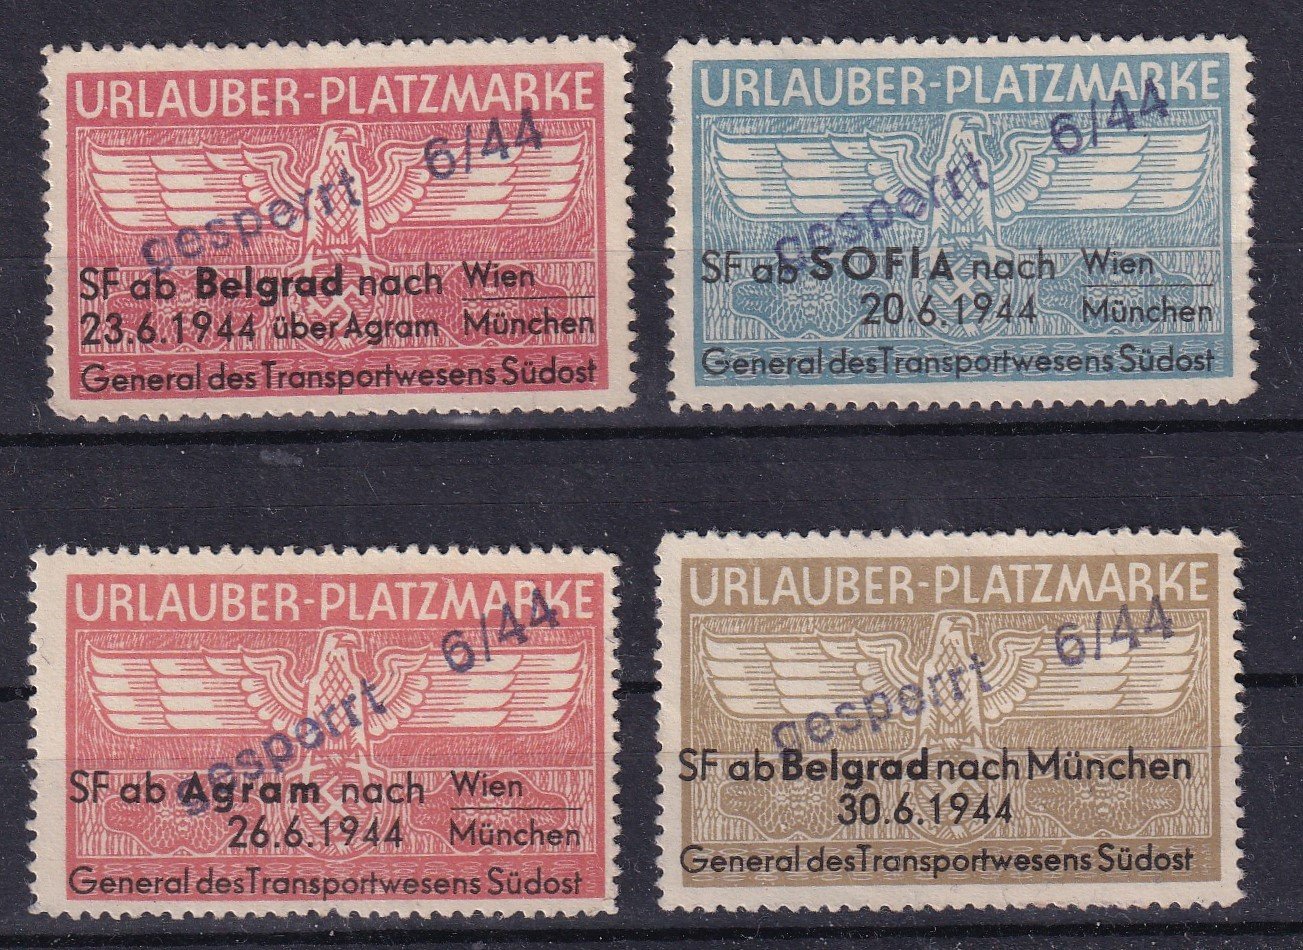 URLAUBER-PLATZMARKE
gesperrt 6/44
SF ab Belgrad nach Wien
23.6.1944 über Agram München
General des Transportwesens Südost
URLAUBER-PLATZMARKE
gesperrt 6/44
SF ab SOFIA nach Wien
20.6.1944 München
General des Transportwesens Südost
URLAUBER-PLATZMARKE
gesperrt 6/44
SF ab Agram nach Wien
26.6.1944 München
General des Transportwesens Südost
URLAUBER-PLATZMARKE
gesperrt 6/44
SF ab Belgrad nach München
30.6.1944
General des Transportwesens Südost